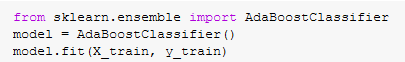 from sklearn.ensemble import AdaBoostClassifier
model = AdaBoostClassifier()
model.fit(X_train, y_train)